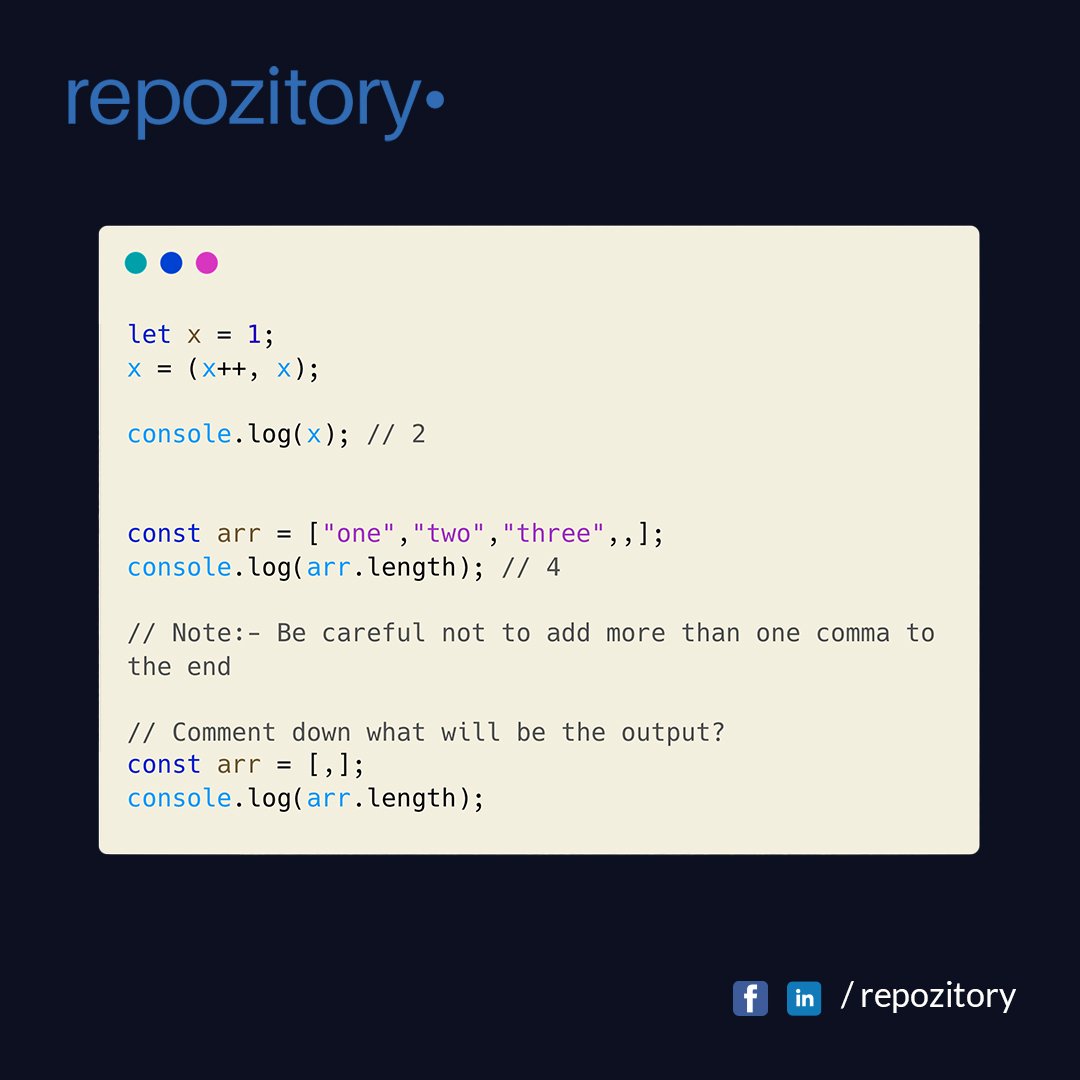 repozitory•
let x = 1;
x = (x++, x);
console.log(x); // 2
const arr = ["one","two","three",,];
console.log(arr.length); // 4
// Note:- Be careful not to add more than one comma to
the end
// Comment down what will be the output?
const arr = [,];
console.log(arr.length);
f in / repozitory